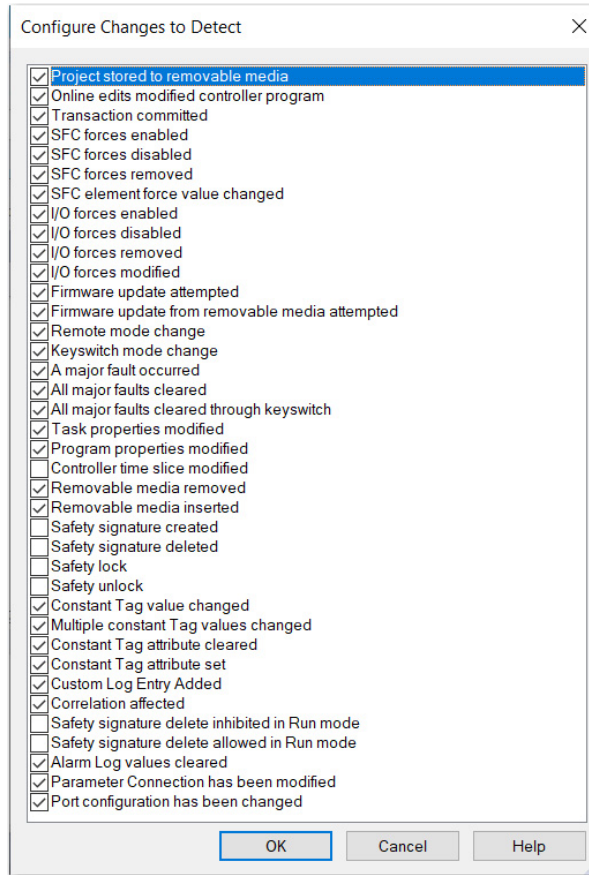 Configure Changes to Detect
Project stored to removable media
Online edits modified controller program
Transaction committed
SFC forces enabled
SFC forces disabled
SFC forces removed
SFC element force value changed
I/O forces enabled
I/O forces disabled
I/O forces removed
I/O forces modified
Firmware update attempted
Firmware update from removable media attempted
Remote mode change
Keyswitch mode change
A major fault occurred
All major faults cleared
All major faults cleared through keyswitch
Task properties modified
Program properties modified
Controller time slice modified
Removable media removed
Removable media inserted
Safety signature created
Safety signature deleted
Safety lock
Safety unlock
Constant Tag value changed
Multiple constant Tag values changed
Constant Tag attribute cleared
Constant Tag attribute set
Custom Log Entry Added
Correlation affected
Safety signature delete inhibited in Run mode
Safety signature delete allowed in Run mode
Alarm Log values cleared
Parameter Connection has been modified
Port configuration has been changed
OK Cancel Help